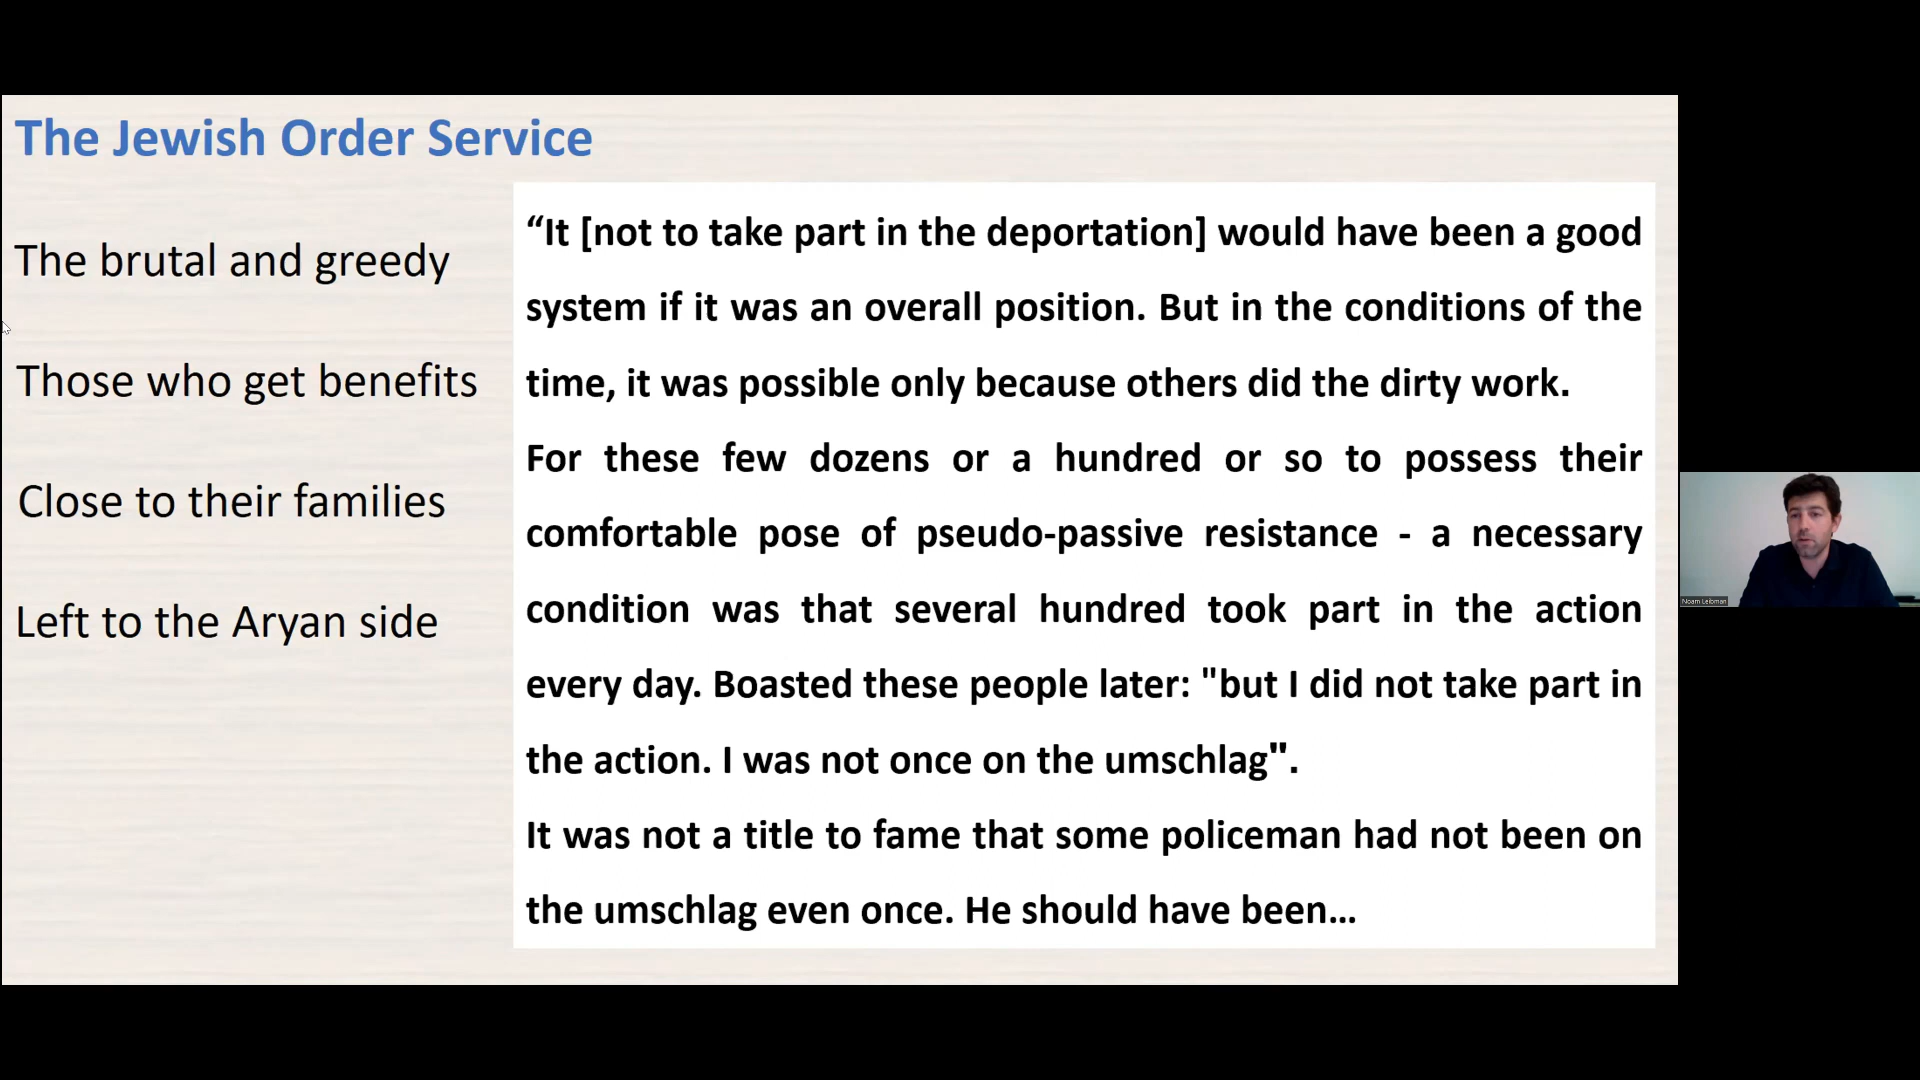 The Jewish Order Service
The brutal and greedy
Those who get benefits
Close to their families
Left to the Aryan side
“It [not to take part in the deportation] would have been a good
system if it was an overall position. But in the conditions of the
time, it was possible only because others did the dirty work.
For these few dozens or a hundred or so to possess their
comfortable pose of pseudo-passive resistance - a necessary
condition was that several hundred took part in the action
every day. Boasted these people later: "but I did not take part in
the action. I was not once on the umschlag".
It was not a title to fame that some policeman had not been on
the umschlag even once. He should have been…
Noam Leibman